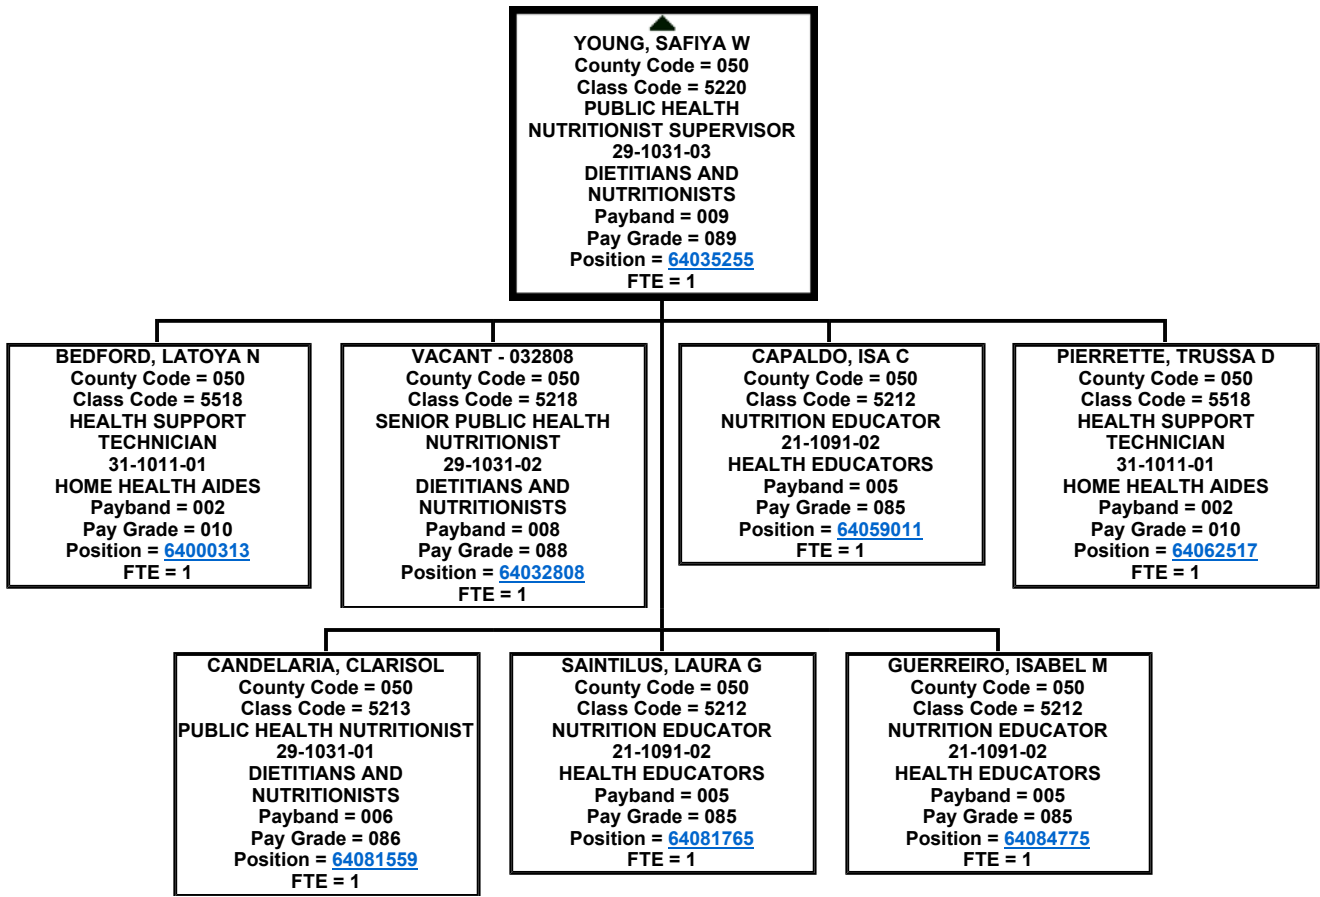 YOUNG, SAFIYA W
County Code = 050
Class Code = 5220
PUBLIC HEALTH
NUTRITIONIST SUPERVISOR
29-1031-03
DIETITIANS AND
NUTRITIONISTS
Payband = 009
Pay Grade = 089
Position = 64035255
FTE = 1
BEDFORD, LATOYA N
County Code = 050
Class Code = 5518
HEALTH SUPPORT
TECHNICIAN
31-1011-01
HOME HEALTH AIDES
Payband = 002
Pay Grade = 010
Position = 64000313
FTE = 1
VACANT - 032808
County Code = 050
Class Code = 5218
SENIOR PUBLIC HEALTH
NUTRITIONIST
29-1031-02
DIETITIANS AND
NUTRITIONISTS
Payband = 008
Pay Grade = 088
Position = 64032808
FTE = 1
CAPALDO, ISA C
County Code = 050
Class Code = 5212
NUTRITION EDUCATOR
21-1091-02
HEALTH EDUCATORS
Payband = 005
Pay Grade = 085
Position = 64059011
FTE = 1
PIERRETTE, TRUSSA D
County Code = 050
Class Code = 5518
HEALTH SUPPORT
TECHNICIAN
31-1011-01
HOME HEALTH AIDES
Payband = 002
Pay Grade = 010
Position = 64062517
FTE = 1
CANDELARIA, CLARISOL
County Code = 050
Class Code = 5213
PUBLIC HEALTH NUTRITIONIST
29-1031-01
DIETITIANS AND
NUTRITIONISTS
Payband = 006
Pay Grade = 086
Position = 64081559
FTE = 1
SAINTILUS, LAURA G
County Code = 050
Class Code = 5212
NUTRITION EDUCATOR
21-1091-02
HEALTH EDUCATORS
Payband = 005
Pay Grade = 085
Position = 64081765
FTE = 1
GUERREIRO, ISABEL M
County Code = 050
Class Code = 5212
NUTRITION EDUCATOR
21-1091-02
HEALTH EDUCATORS
Payband = 005
Pay Grade = 085
Position = 64084775
FTE = 1